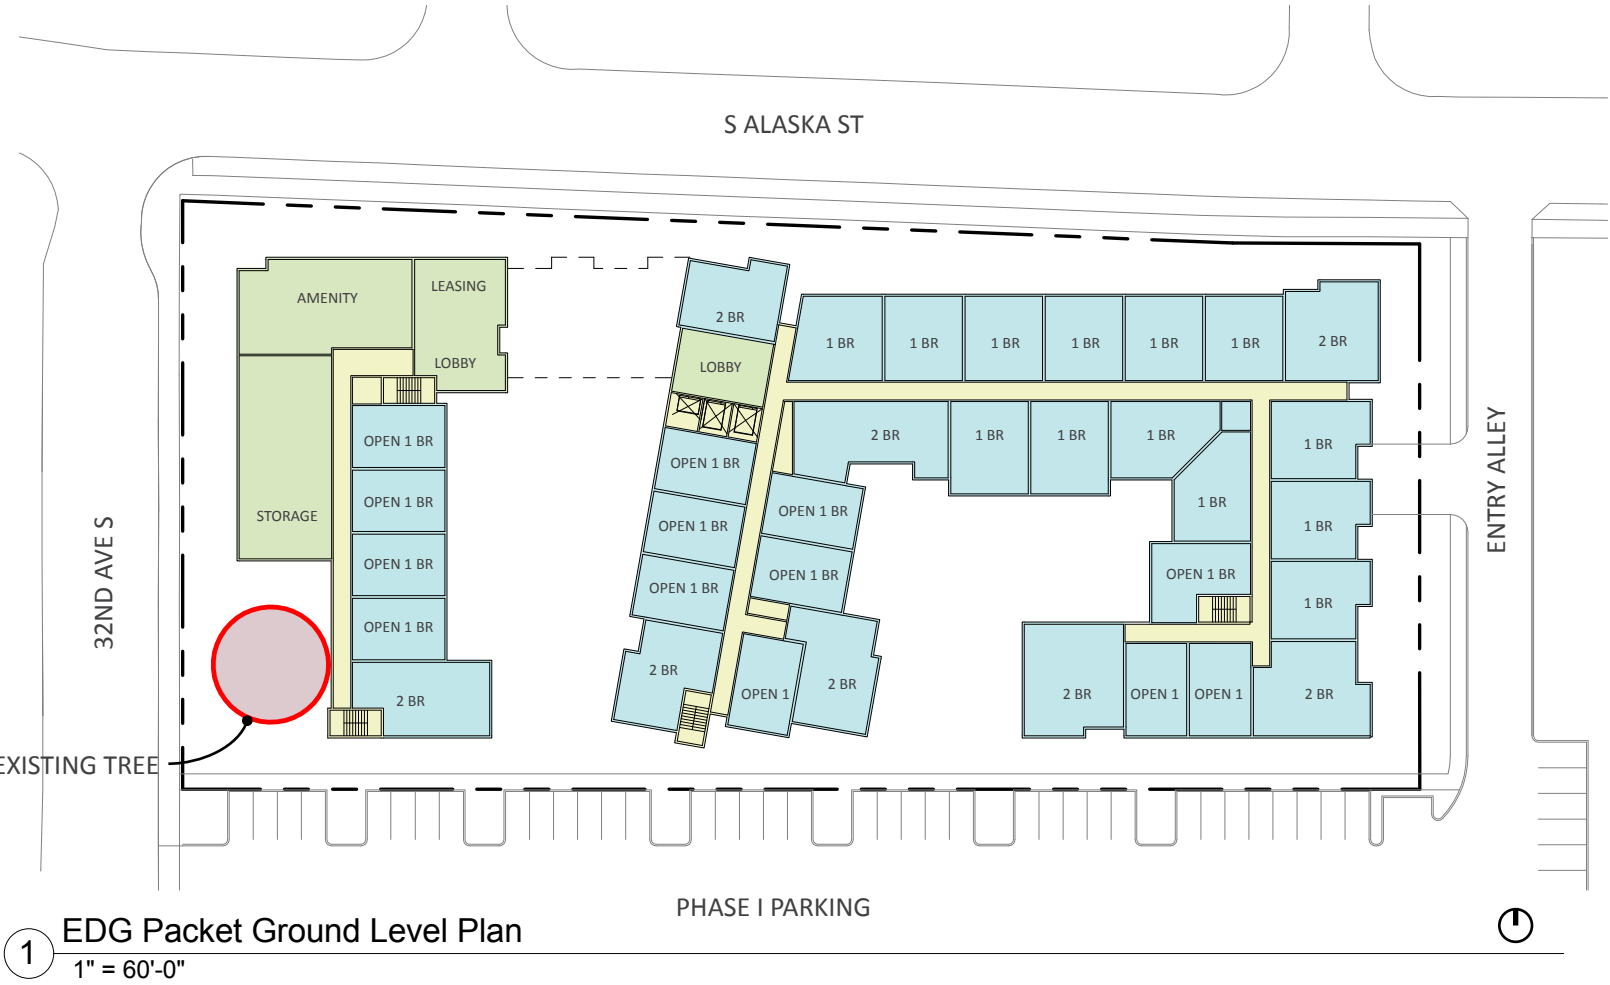 S ALASKA ST
AMENITY
LEASING
2 BR
1 BR
1 BR
1 BR
1 BR
1 BR
1 BR
2 BR
LOBBY
LOBBY
OPEN 1 BR
2 BR
1 BR
1 BR
1 BR
1 BR
OPEN 1 BR
OPEN 1 BR
OPEN 1 BR
1 BR
ENTRY ALLEY
STORAGE
OPEN 1 BR
OPEN 1 BR
1 BR
32ND AVE S
OPEN 1 BR
OPEN 1 BR
OPEN 1 BR
OPEN 1 BR
1 BR
OPEN 1 BR
2 BR
2 BR
OPEN 1
2 BR
2 BR
OPEN 1
OPEN 1
2 BR
EXISTING TREE
PHASE I PARKING
1
EDG Packet Ground Level Plan
1" = 60'-0"